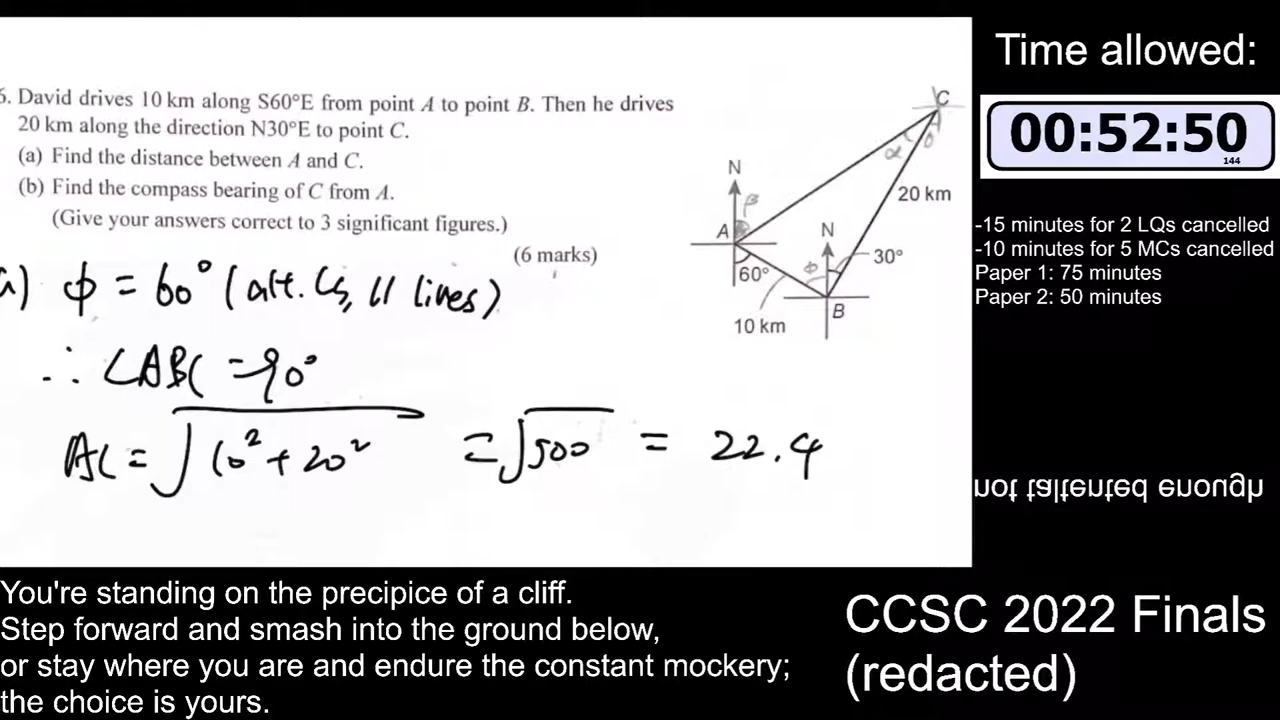 6. David drives 10 km along S60°E from point A to point B. Then he drives
20 km along the direction N30°E to point C.
(a) Find the distance between A and C.
(b) Find the compass bearing of C from A.
(Give your answers correct to 3 significant figures.)
(6 marks)
a) ϕ = 60° (alt. ∠s, // lines)
∴ ∠ABC = 90°
AC = √(10² + 20²) = √500 = 22.4
C
α θ
20 km
N
β
A
60°
N
ϕ
30°
B
10 km
Time allowed:
00:52:50
144
-15 minutes for 2 LQs cancelled
-10 minutes for 5 MCs cancelled
Paper 1: 75 minutes
Paper 2: 50 minutes
not taltented enough
You're standing on the precipice of a cliff.
Step forward and smash into the ground below,
or stay where you are and endure the constant mockery;
the choice is yours.
CCSC 2022 Finals
(redacted)